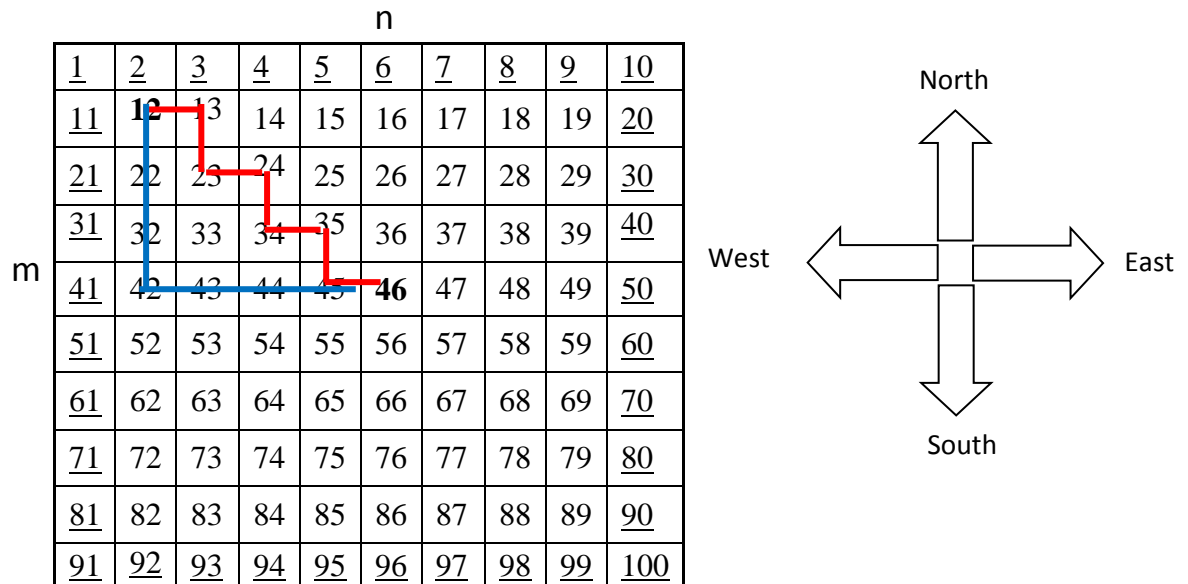 n
1 2 3 4 5 6 7 8 9 10
11 12 13 14 15 16 17 18 19 20
21 22 23 24 25 26 27 28 29 30
31 32 33 34 35 36 37 38 39 40
m
41 42 43 44 45 46 47 48 49 50
51 52 53 54 55 56 57 58 59 60
61 62 63 64 65 66 67 68 69 70
71 72 73 74 75 76 77 78 79 80
81 82 83 84 85 86 87 88 89 90
91 92 93 94 95 96 97 98 99 100
North
West
East
South